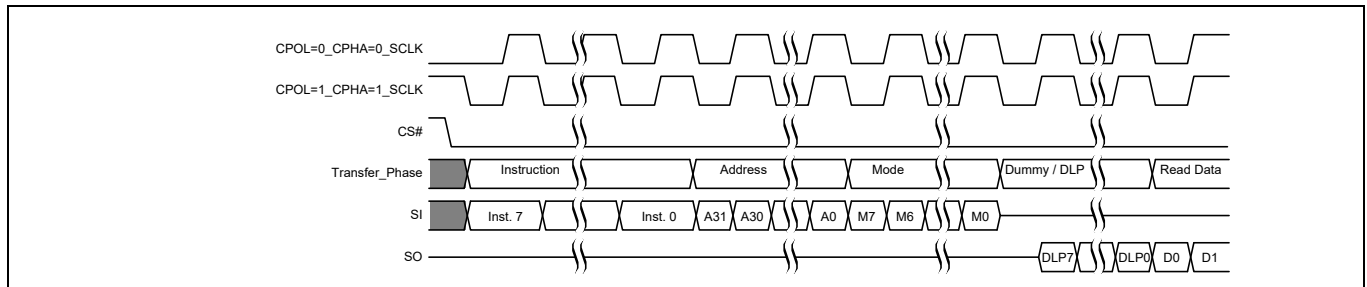 CPOL=0_CPHA=0_SCLK
CPOL=1_CPHA=1_SCLK
CS#
Transfer_Phase Instruction Address Mode Dummy / DLP Read Data
SI Inst. 7 Inst. 0 A31 A30 A0 M7 M6 M0
SO DLP7 DLP0 D0 D1